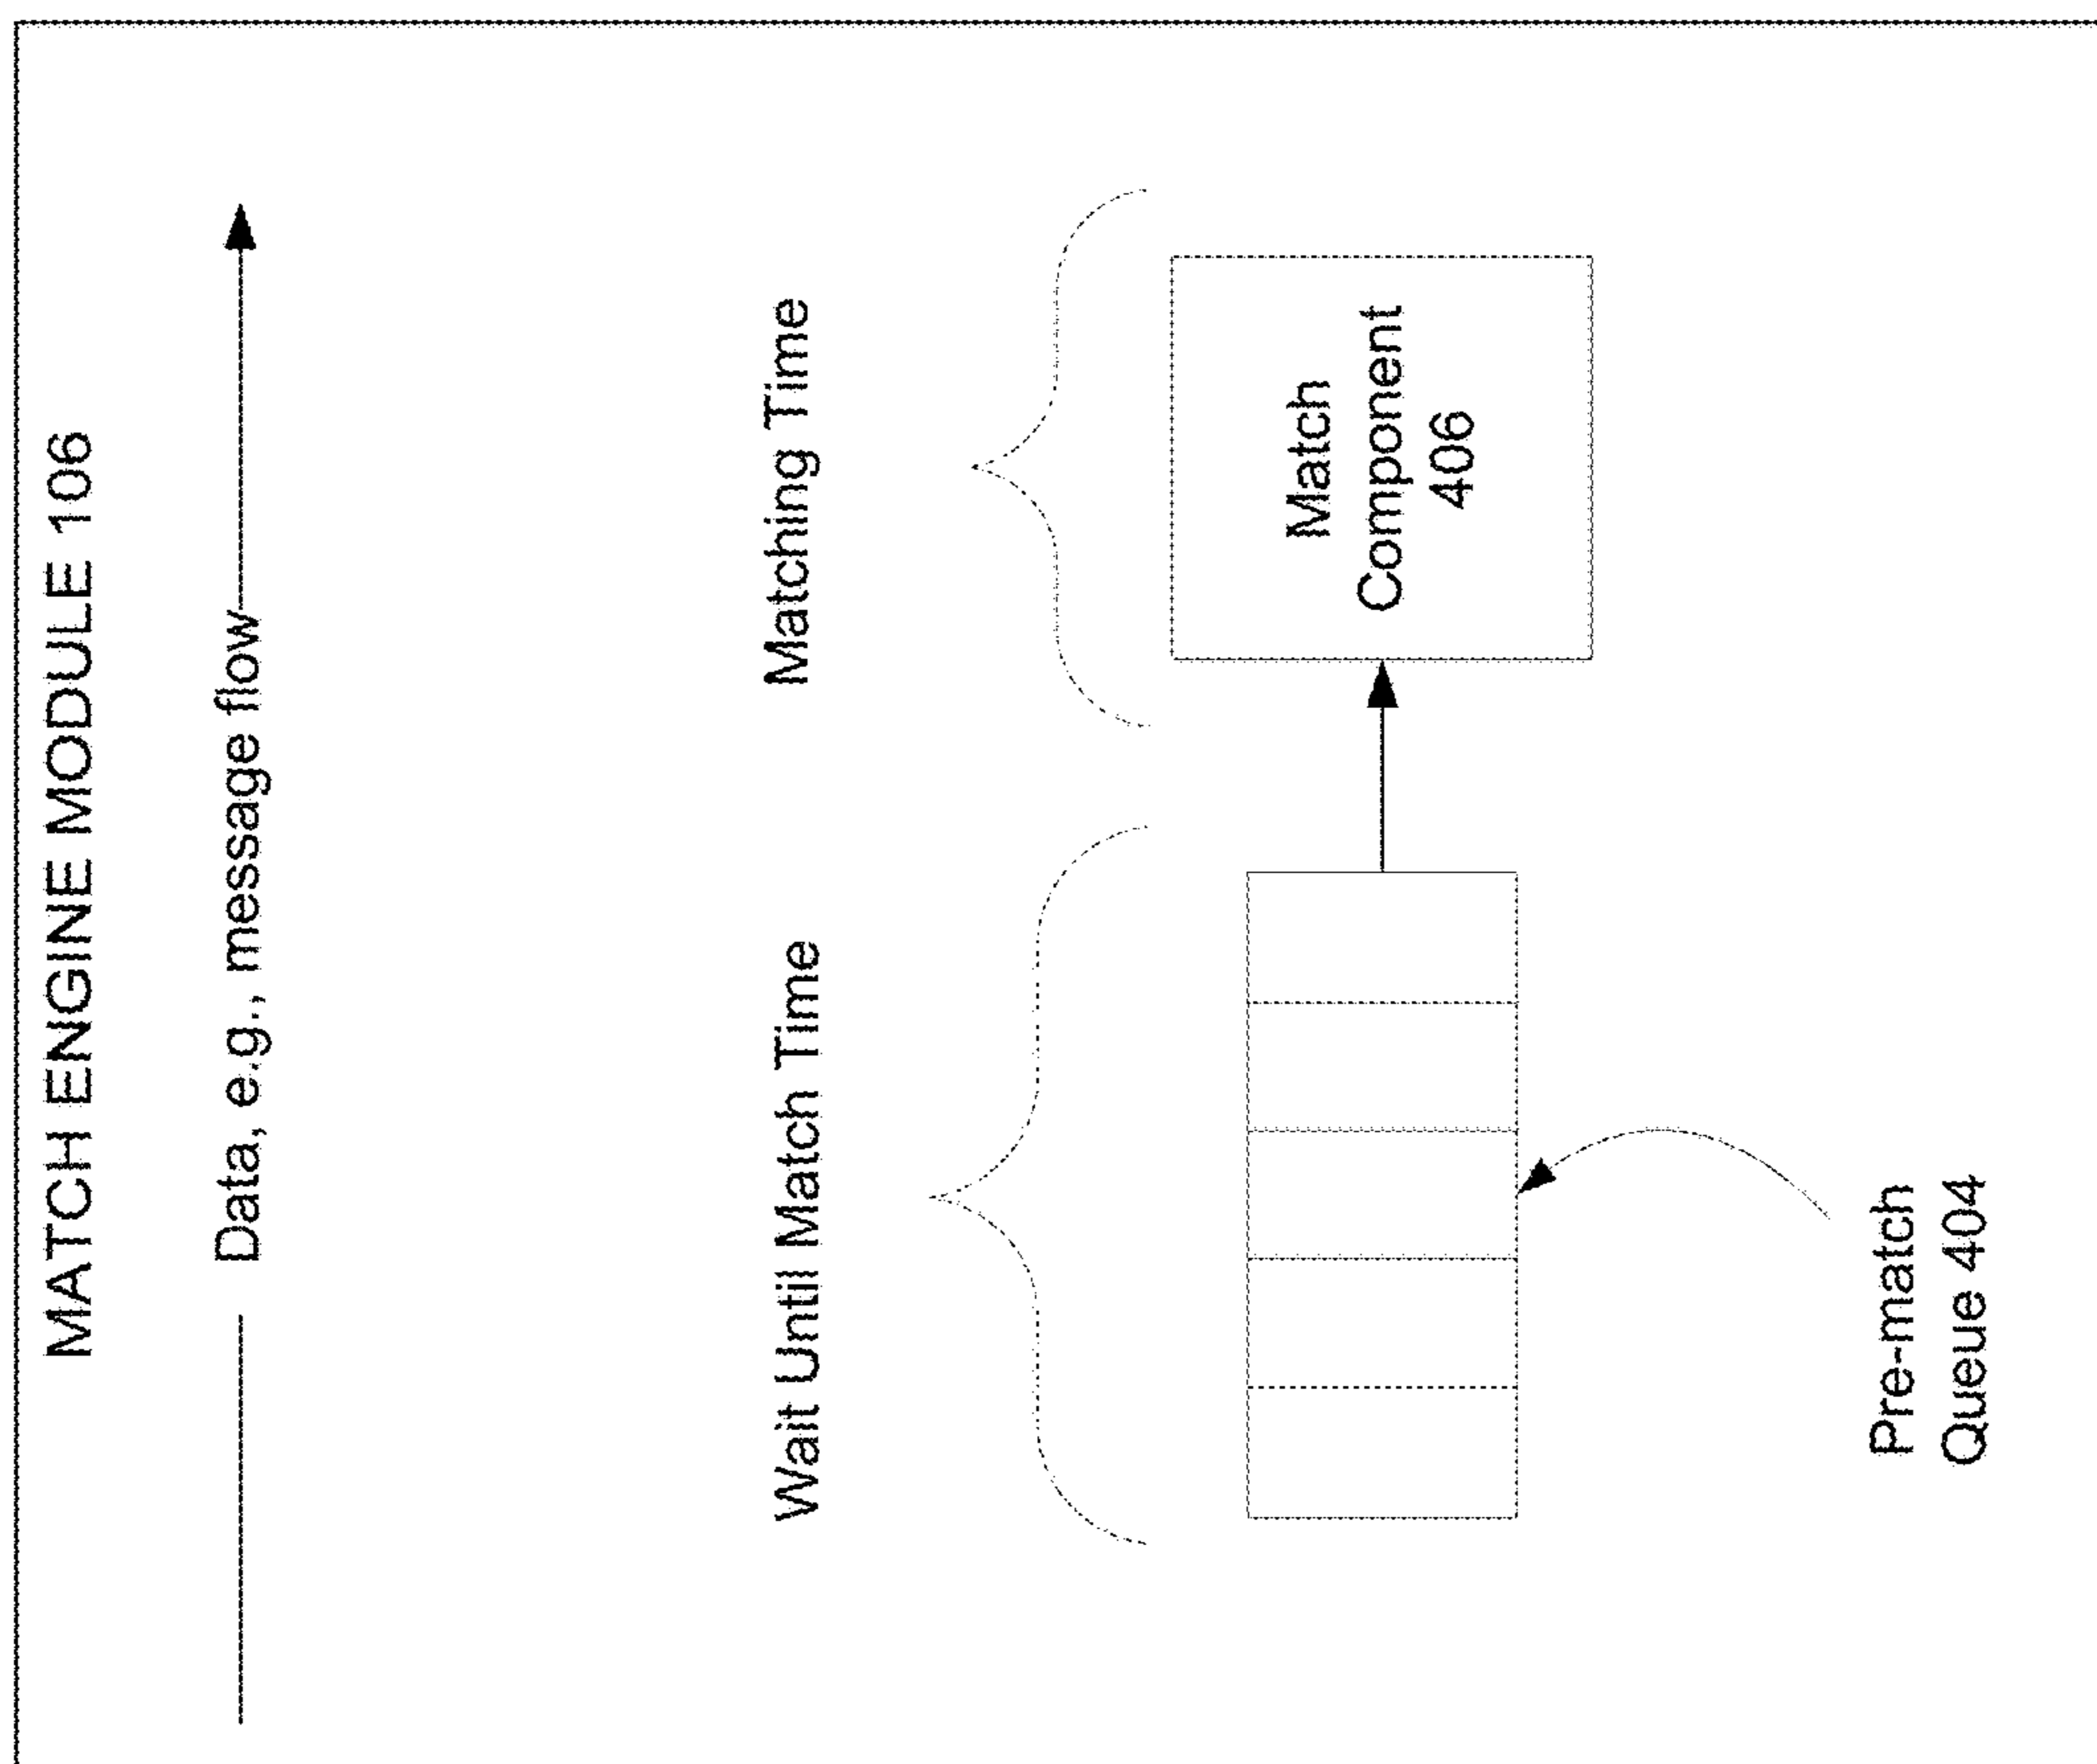 MATCH ENGINE MODULE 106
Data, e.g., message flow
Wait Until Match Time
Matching Time
Match
Component
406
Pre-match
Queue 404